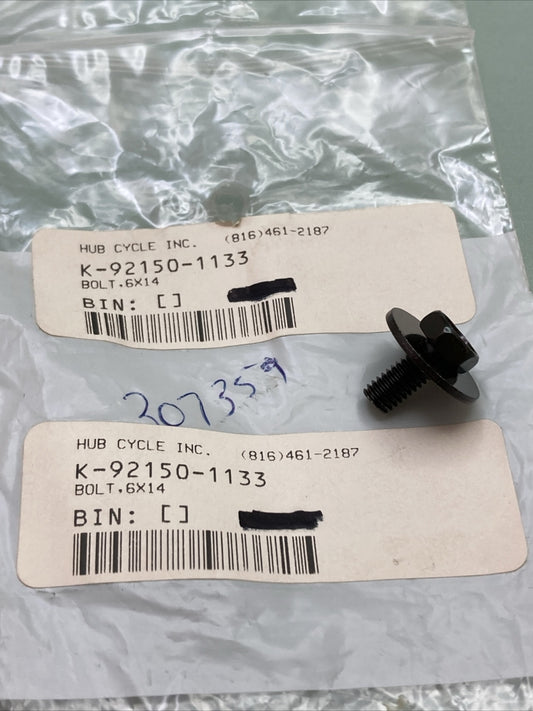 HUB CYCLE INC. (816)461-2187
K-92150-1133
BOLT,6X14
BIN: []
207359
HUB CYCLE INC. (816)461-2187
K-92150-1133
BOLT,6X14
BIN: []